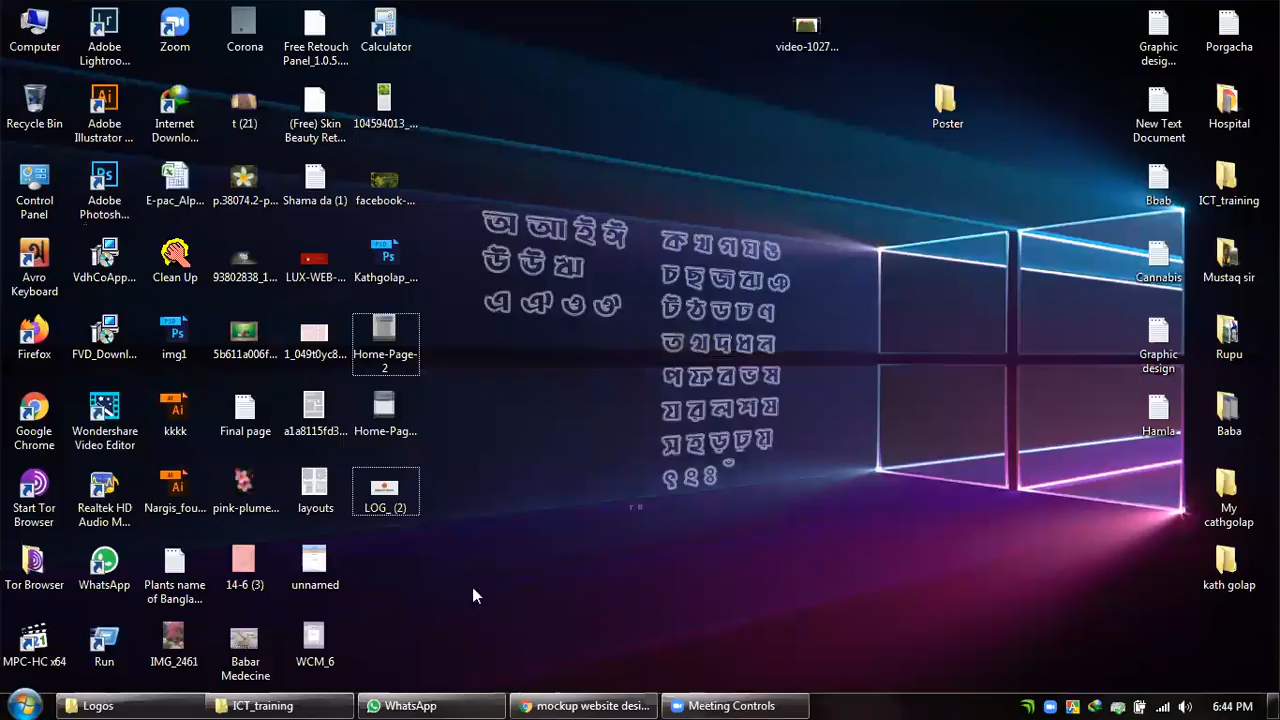 Computer
Adobe
Lightroo...
Zoom
Corona
Free Retouch
Panel_1.0.5....
Calculator
video-1027...
Graphic
desig...
Porgacha
Recycle Bin
Adobe
Illustrator ...
Internet
Downlo...
t (21)
(Free) Skin
Beauty Ret...
104594013_...
Poster
New Text
Document
Hospital
Control
Panel
Adobe
Photosh...
E-pac_Alp...
p.38074.2-p...
Shama da (1)
facebook-...
Bbab
ICT_training
অ আ ই ঈ
উ ঊ ঋ
এ ঐ ও ঔ
ক খ গ ঘ ঙ
চ ছ জ ঝ ঞ
ট ঠ ড ঢ ণ
ত থ দ ধ ন
প ফ ব ভ ম
য র ল শ ষ
স হ ড় ঢ় য়
Avro
Keyboard
VdhCoApp...
Clean Up
93802838_1...
LUX-WEB-...
Kathgolap_...
Cannabis
Mustaq sir
Firefox
FVD_Downl...
img1
5b611a006f...
1_049t0yc8...
Home-Page-
2
Graphic
design
Rupu
Google
Chrome
Wondershare
Video Editor
kkkk
Final page
a1a8115fd3...
Home-Pag...
Hamla
Baba
Start Tor
Browser
Realtek HD
Audio M...
Nargis_fou...
pink-plume...
layouts
LOG_ (2)
My
cathgolap
Tor Browser
WhatsApp
Plants name
of Bangla...
14-6 (3)
unnamed
kath golap
MPC-HC x64
Run
IMG_2461
Babar
Medecine
WCM_6
Logos
ICT_training
WhatsApp
mockup website desi...
Meeting Controls
6:44 PM